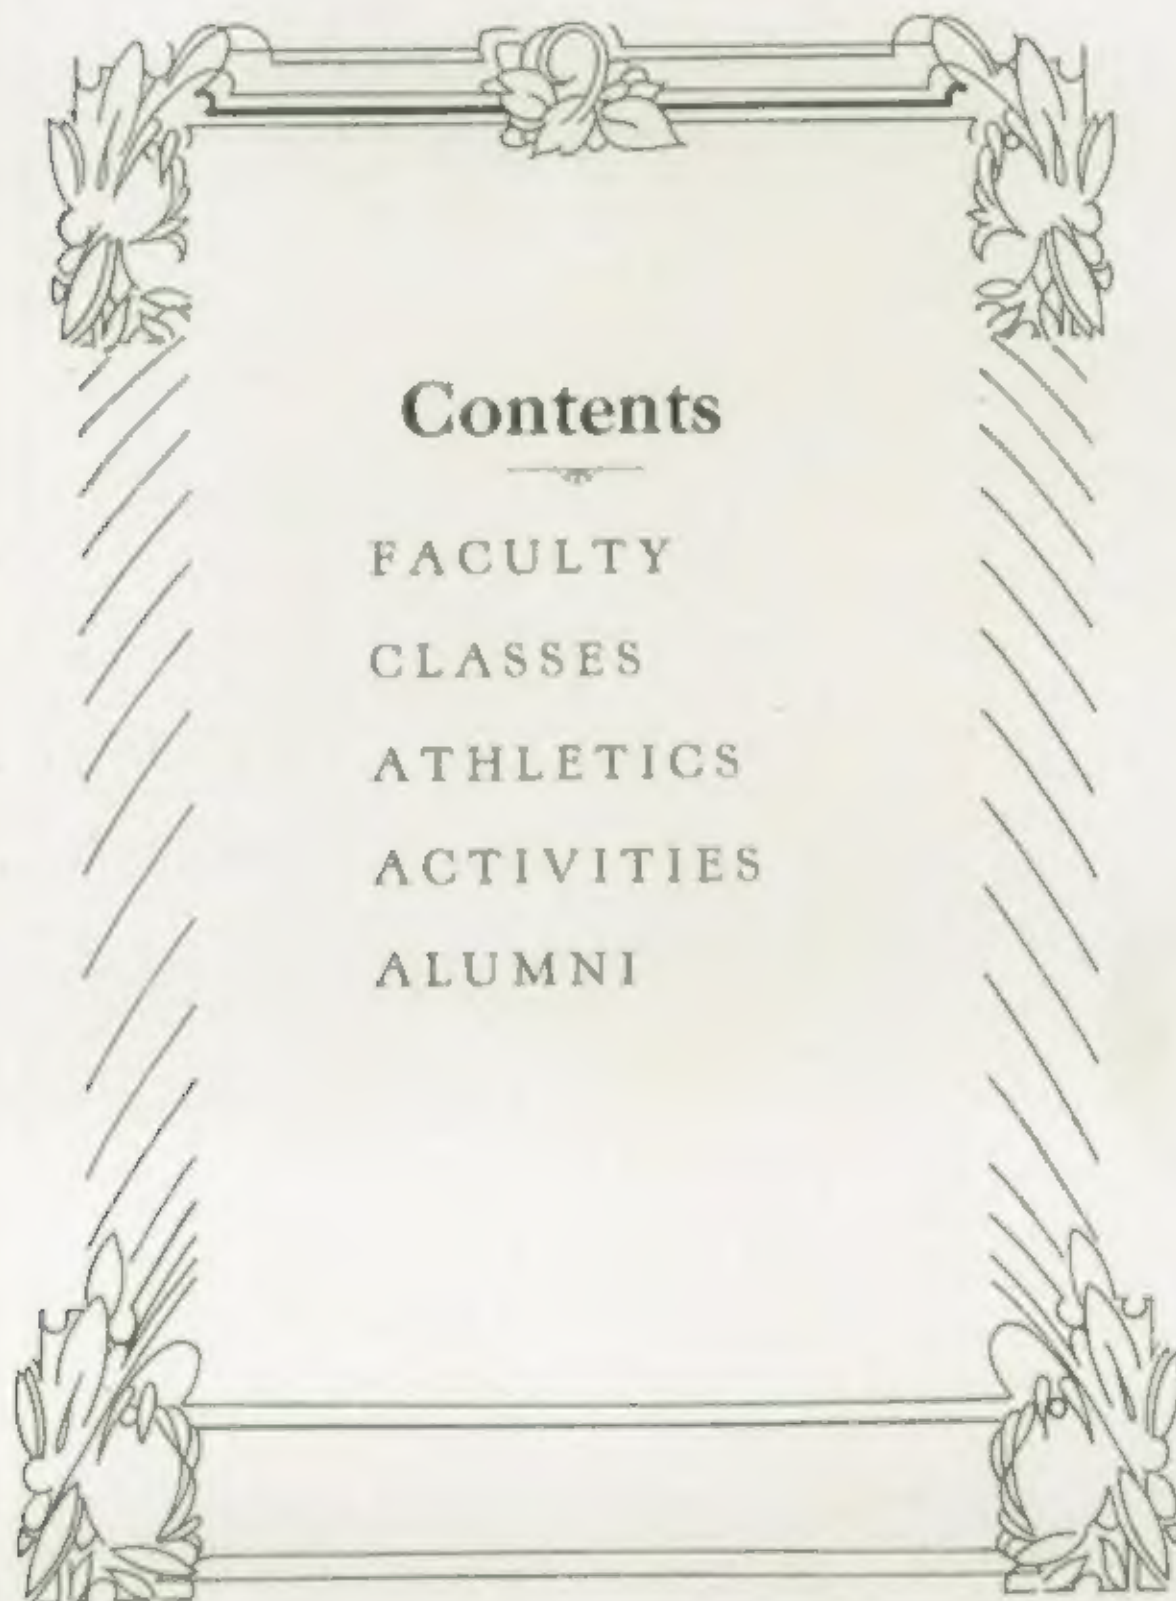 Contents
FACULTY
CLASSES
ATHLETICS
ACTIVITIES
ALUMNI